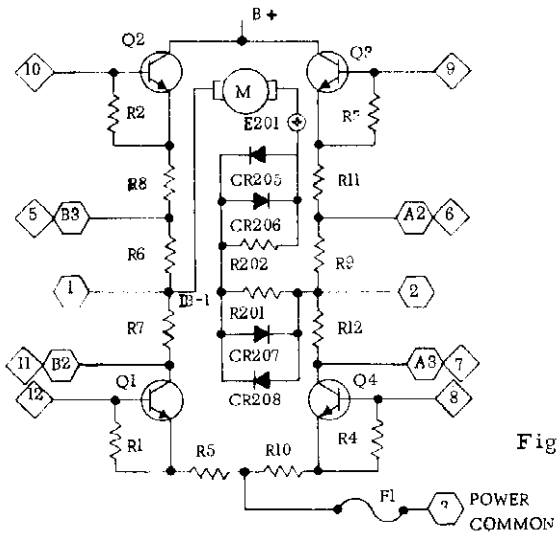 B+
Q2
10
9
R2
M
E201
R8
CR205
R11
5 B3
A2 6
CR206
R6
R202
R9
1
2
R201
R7
R12
CR207
11 B2
A3 7
Q1
CR208
Q4
12
8
R1
R4
R5
R10
Fig
F1
POWER
COMMON